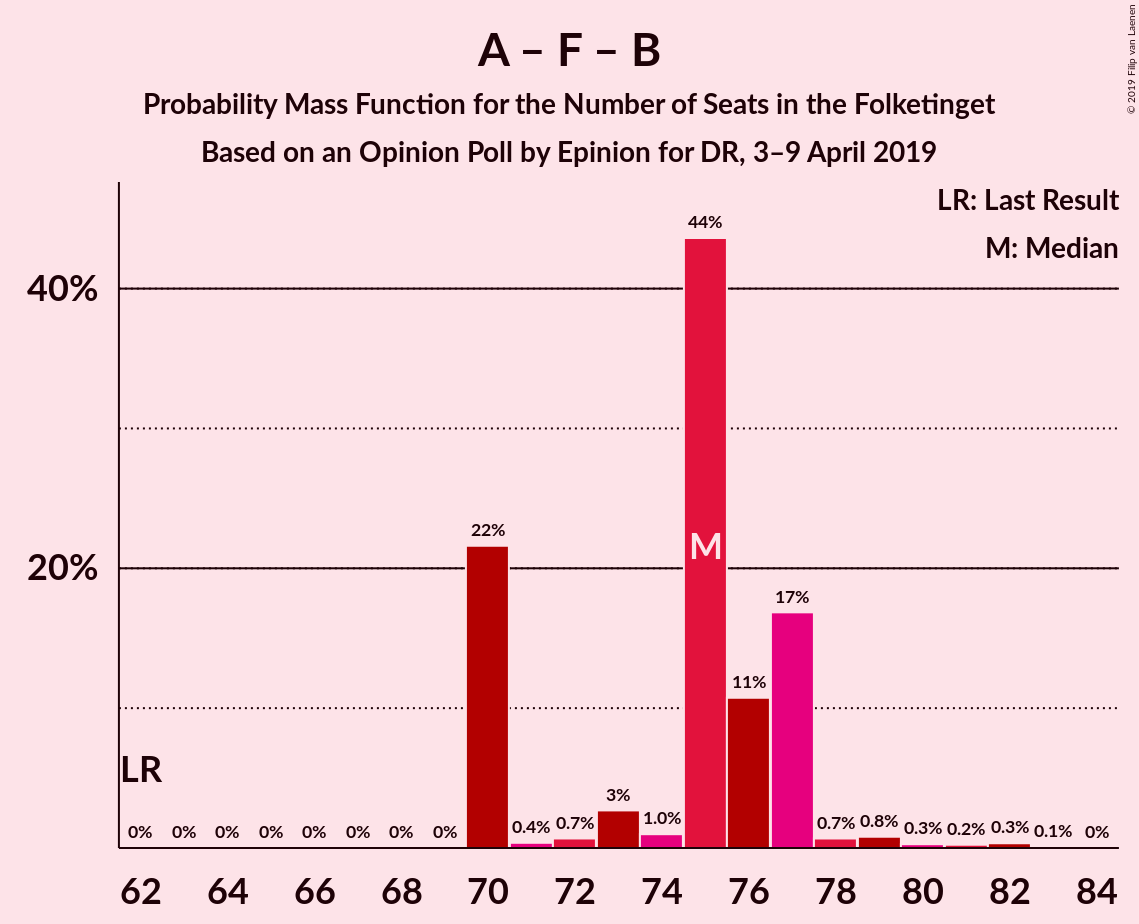 A – F – B
Probability Mass Function for the Number of Seats in the Folketinget
Based on an Opinion Poll by Epinion for DR, 3–9 April 2019
© 2019 Filip van Laenen
LR: Last Result
M: Median
44%
40%
22%
M
20%
17%
11%
LR
3%
0% 0% 0% 0% 0% 0% 0% 0% 0.4% 0.7% 1.0% 0.7% 0.8% 0.3% 0.2% 0.3% 0.1% 0%
62 64 66 68 70 72 74 76 78 80 82 84